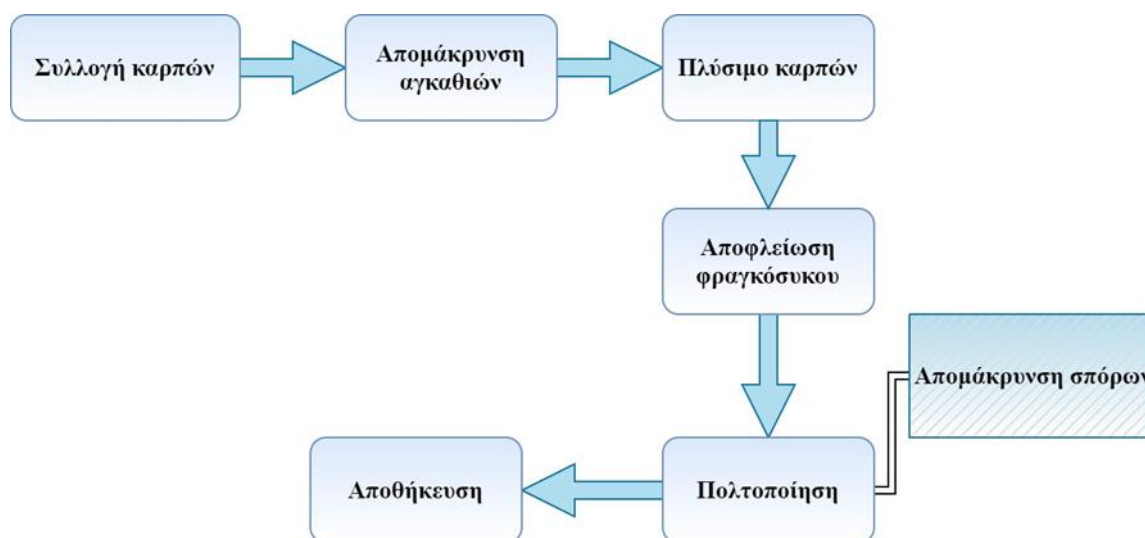 Συλλογή καρπών
Απομάκρυνση
αγκαθιών
Πλύσιμο καρπών
Αποφλείωση
φραγκόσυκου
Απομάκρυνση σπόρων
Πολτοποίηση
Αποθήκευση